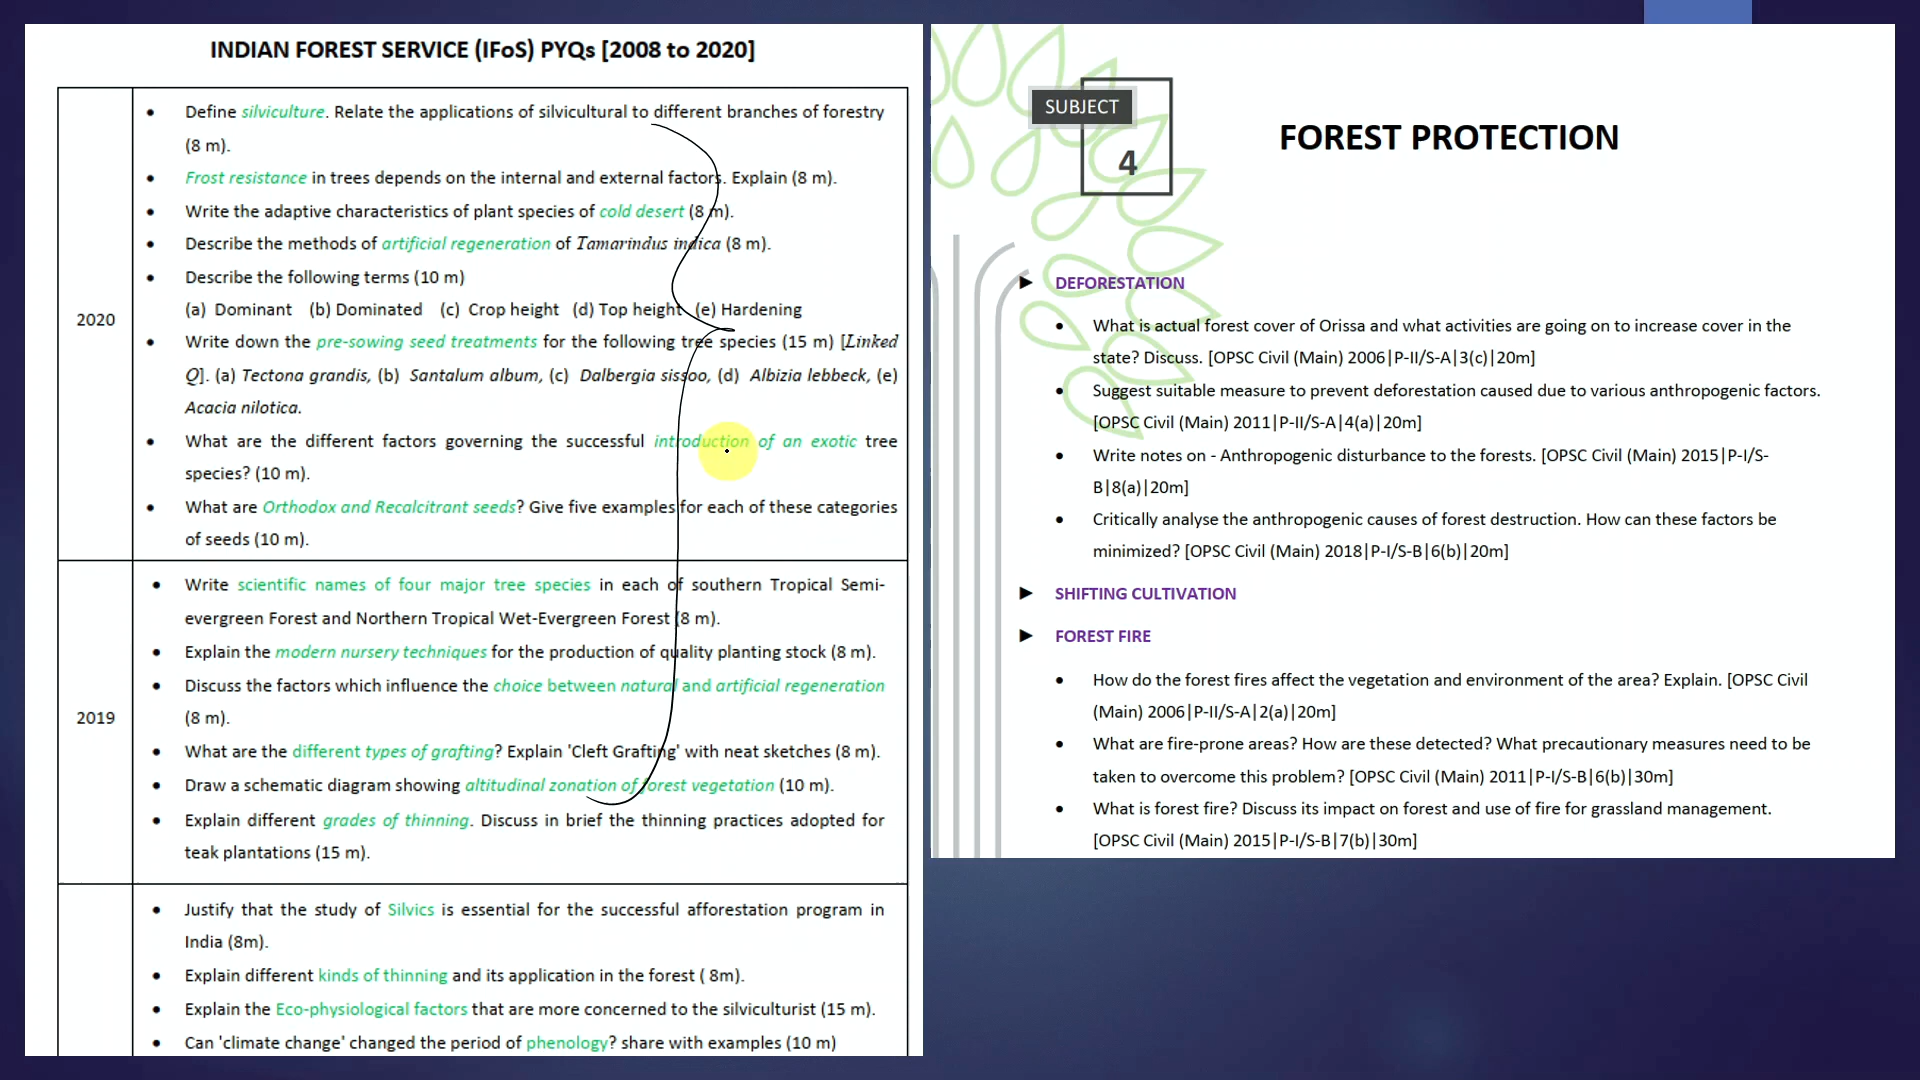 INDIAN FOREST SERVICE (IFoS) PYQs [2008 to 2020]
2020
• Define silviculture. Relate the applications of silvicultural to different branches of forestry
(8 m).
• Frost resistance in trees depends on the internal and external factors. Explain (8 m).
• Write the adaptive characteristics of plant species of cold desert (8 m).
• Describe the methods of artificial regeneration of Tamarindus indica (8 m).
• Describe the following terms (10 m)
(a) Dominant (b) Dominated (c) Crop height (d) Top height (e) Hardening
• Write down the pre-sowing seed treatments for the following tree species (15 m) [Linked
Q]. (a) Tectona grandis, (b) Santalum album, (c) Dalbergia sissoo, (d) Albizia lebbeck, (e)
Acacia nilotica.
• What are the different factors governing the successful introduction of an exotic tree
species? (10 m).
• What are Orthodox and Recalcitrant seeds? Give five examples for each of these categories
of seeds (10 m).
2019
• Write scientific names of four major tree species in each of southern Tropical Semi-
evergreen Forest and Northern Tropical Wet-Evergreen Forest (8 m).
• Explain the modern nursery techniques for the production of quality planting stock (8 m).
• Discuss the factors which influence the choice between natural and artificial regeneration
(8 m).
• What are the different types of grafting? Explain 'Cleft Grafting' with neat sketches (8 m).
• Draw a schematic diagram showing altitudinal zonation of forest vegetation (10 m).
• Explain different grades of thinning. Discuss in brief the thinning practices adopted for
teak plantations (15 m).
• Justify that the study of Silvics is essential for the successful afforestation program in
India (8m).
• Explain different kinds of thinning and its application in the forest ( 8m).
• Explain the Eco-physiological factors that are more concerned to the silviculturist (15 m).
• Can 'climate change' changed the period of phenology? share with examples (10 m)
SUBJECT
4
FOREST PROTECTION
► DEFORESTATION
• What is actual forest cover of Orissa and what activities are going on to increase cover in the
state? Discuss. [OPSC Civil (Main) 2006|P-II/S-A|3(c)|20m]
• Suggest suitable measure to prevent deforestation caused due to various anthropogenic factors.
[OPSC Civil (Main) 2011|P-II/S-A|4(a)|20m]
• Write notes on - Anthropogenic disturbance to the forests. [OPSC Civil (Main) 2015|P-I/S-
B|8(a)|20m]
• Critically analyse the anthropogenic causes of forest destruction. How can these factors be
minimized? [OPSC Civil (Main) 2018|P-I/S-B|6(b)|20m]
► SHIFTING CULTIVATION
► FOREST FIRE
• How do the forest fires affect the vegetation and environment of the area? Explain. [OPSC Civil
(Main) 2006|P-II/S-A|2(a)|20m]
• What are fire-prone areas? How are these detected? What precautionary measures need to be
taken to overcome this problem? [OPSC Civil (Main) 2011|P-I/S-B|6(b)|30m]
• What is forest fire? Discuss its impact on forest and use of fire for grassland management.
[OPSC Civil (Main) 2015|P-I/S-B|7(b)|30m]